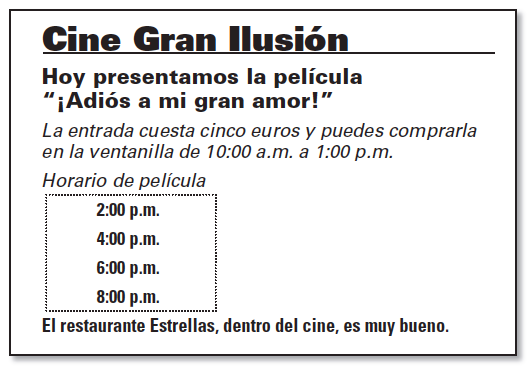 Cine Gran Ilusión
Hoy presentamos la película
“¡Adiós a mi gran amor!”
La entrada cuesta cinco euros y puedes comprarla
en la ventanilla de 10:00 a.m. a 1:00 p.m.
Horario de película
2:00 p.m.
4:00 p.m.
6:00 p.m.
8:00 p.m.
El restaurante Estrellas, dentro del cine, es muy bueno.